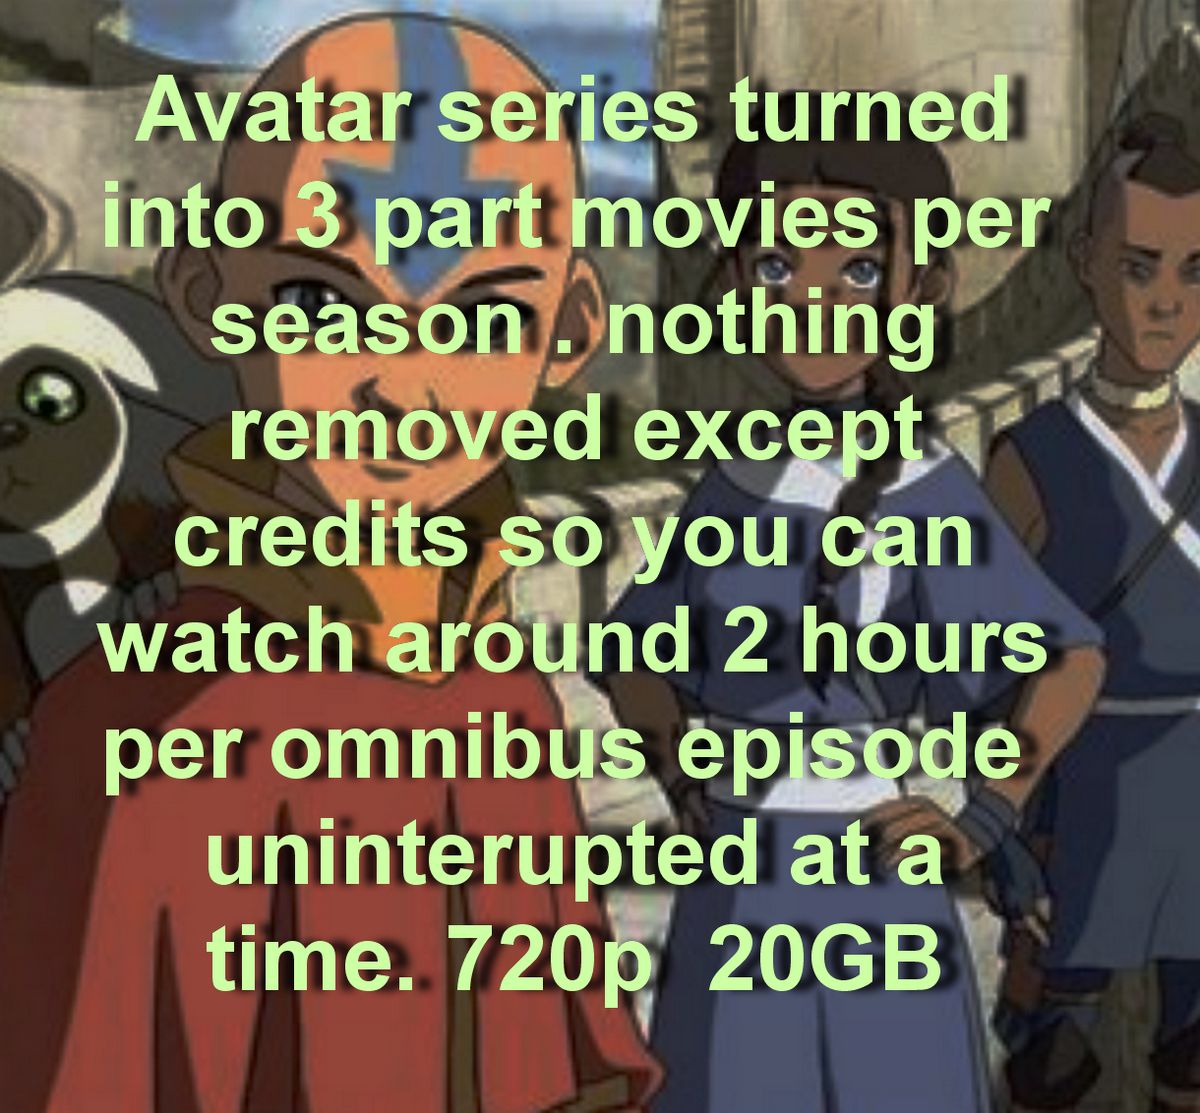 Avatar series turned
into 3 part movies per
season . nothing
removed except
credits so you can
watch around 2 hours
per omnibus episode
uninterupted at a
time. 720p 20GB